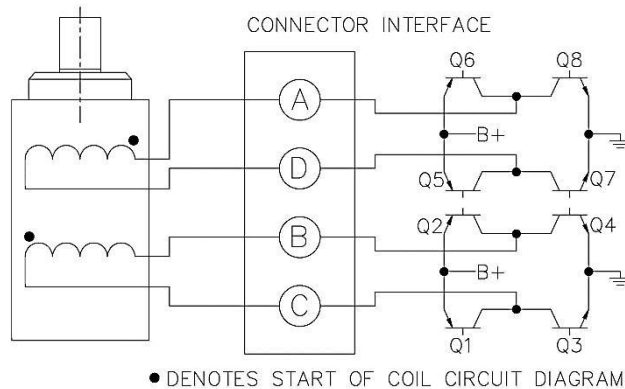 CONNECTOR INTERFACE
Q6 Q8
A
B+
D
Q5 Q7
Q2 Q4
B
B+
C
Q1 Q3
● DENOTES START OF COIL CIRCUIT DIAGRAM